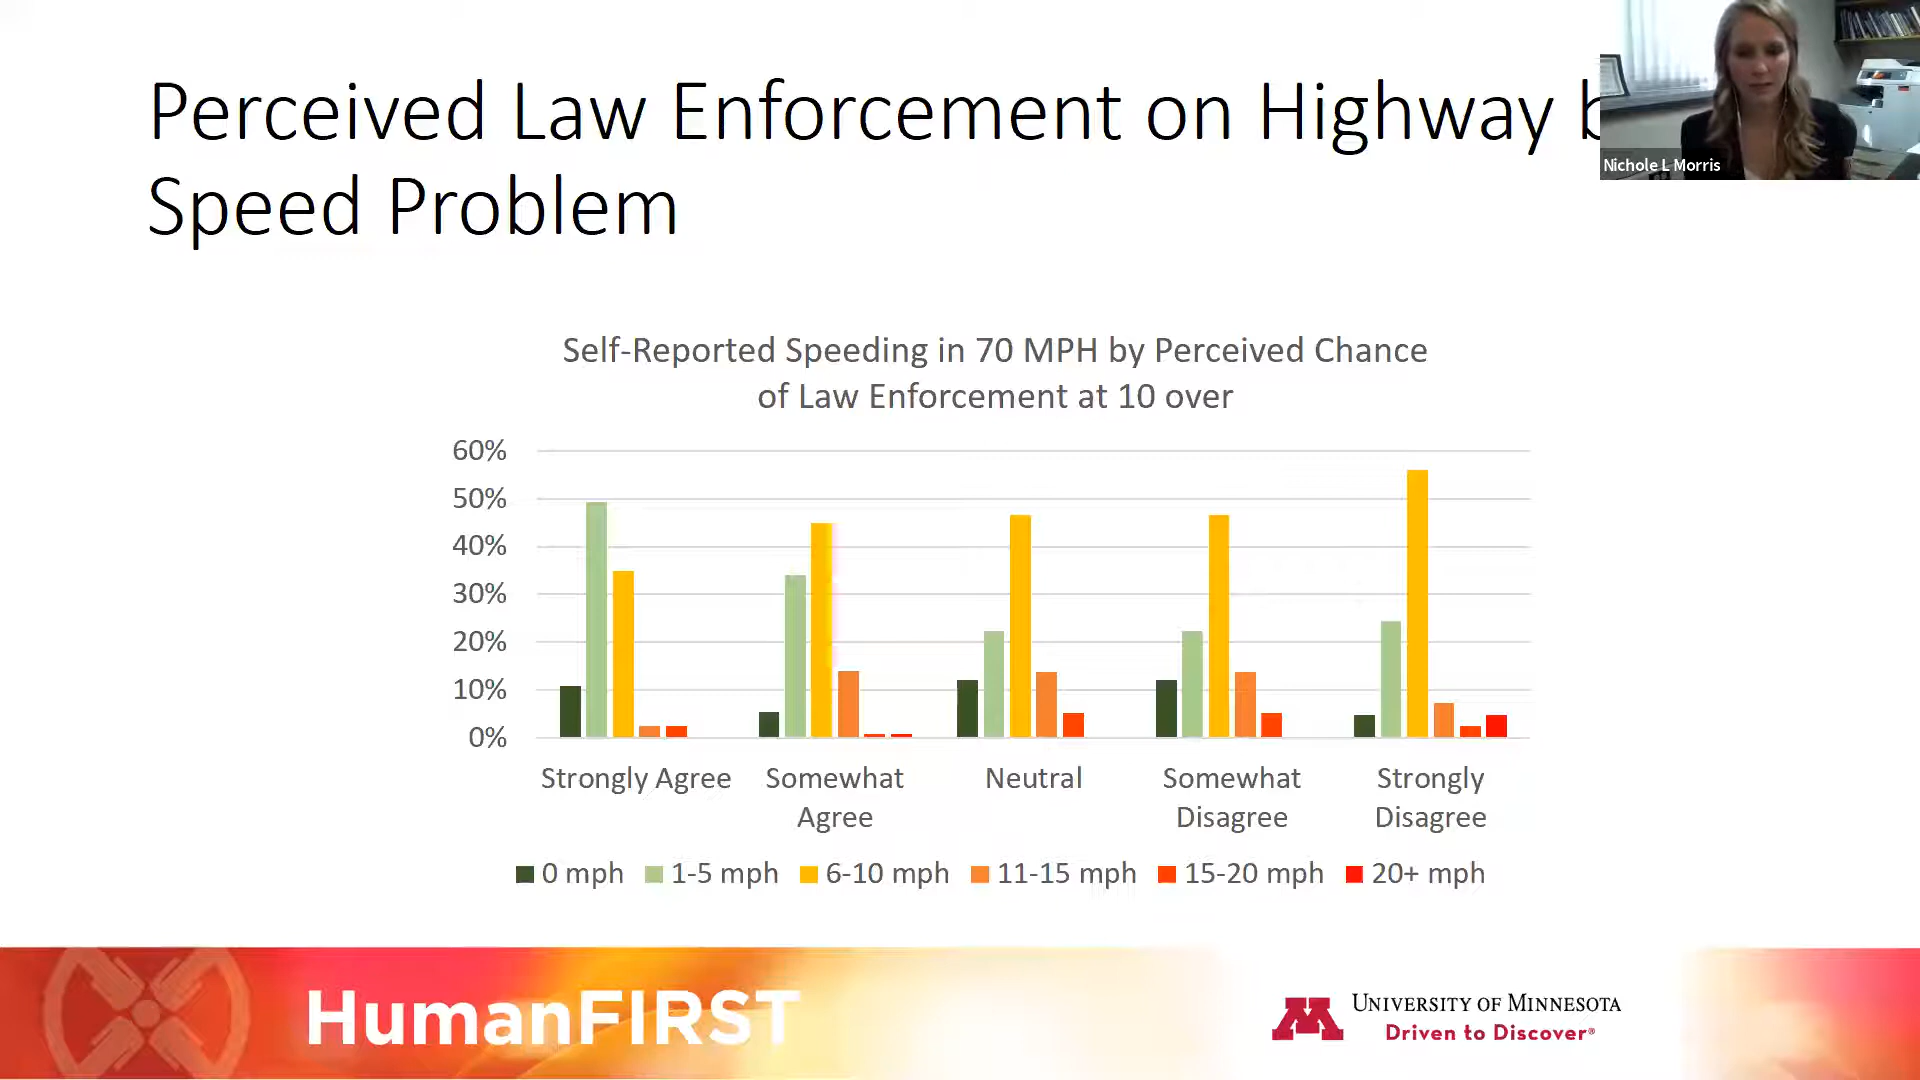 Perceived Law Enforcement on Highway
Speed Problem
Nichole L Morris
Self-Reported Speeding in 70 MPH by Perceived Chance
of Law Enforcement at 10 over
60%
50%
40%
30%
20%
10%
0%
Strongly Agree
Somewhat
Agree
Neutral
Somewhat
Disagree
Strongly
Disagree
0 mph 1-5 mph 6-10 mph 11-15 mph 15-20 mph 20+ mph
HumanFIRST
UNIVERSITY OF MINNESOTA
Driven to Discover®